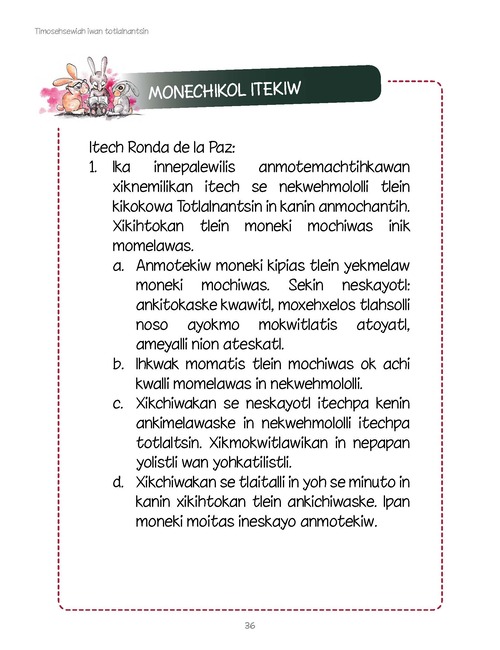 Timosehsewiah iwan totlalnantsin
MONECHIKOL ITEKIW
Itech Ronda de la Paz:
1. Ika innepalewilis anmotemachtihkawan
xiknemilikan itech se nekwehmololli tlein
kikokowa Totlalnantsin in kanin anmochantih.
Xikihtokan tlein moneki mochiwas inik
momelawas.
a. Anmotekiw moneki kipias tlein yekmelaw
moneki mochiwas. Sekin neskayotl:
ankitokaske kwawitl, moxehxelos tlahsolli
noso ayokmo mokwitlatis atoyatl,
ameyalli nion ateskatl.
b. Ihkwak momatis tlein mochiwas ok achi
kwalli momelawas in nekwehmololli.
c. Xikchiwakan se neskayotl itechpa kenin
ankimelawaske in nekwehmololli itechpa
totlaltsin. Xikmokwitlawikan in nepapan
yolistli wan yohkatilistli.
d. Xikchiwakan se tlaitalli in yoh se minuto in
kanin xikihtokan tlein ankichiwaske. Ipan
moneki moitas ineskayo anmotekiw.
36